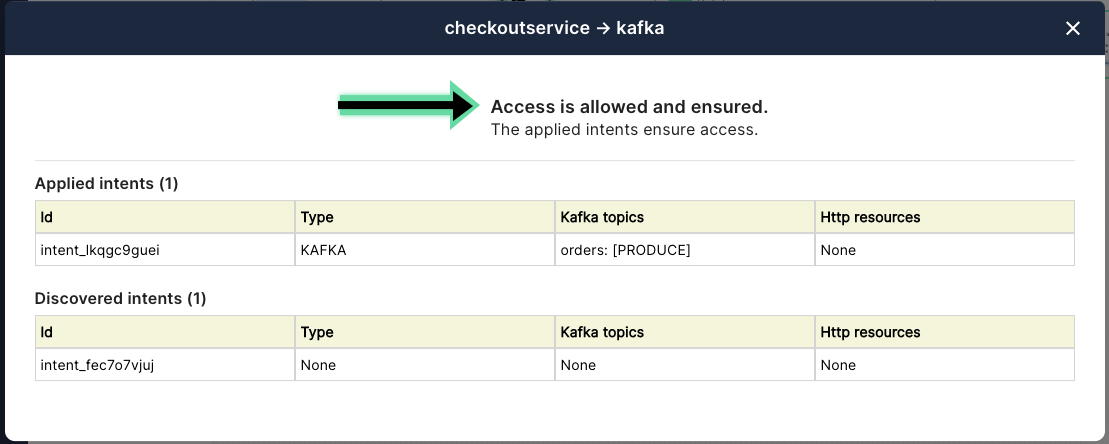 checkoutservice → kafka
Access is allowed and ensured.
The applied intents ensure access.
Applied intents (1)
Id Type Kafka topics Http resources
intent_lkqgc9guei KAFKA orders: [PRODUCE] None
Discovered intents (1)
Id Type Kafka topics Http resources
intent_fec7o7vjuj None None None